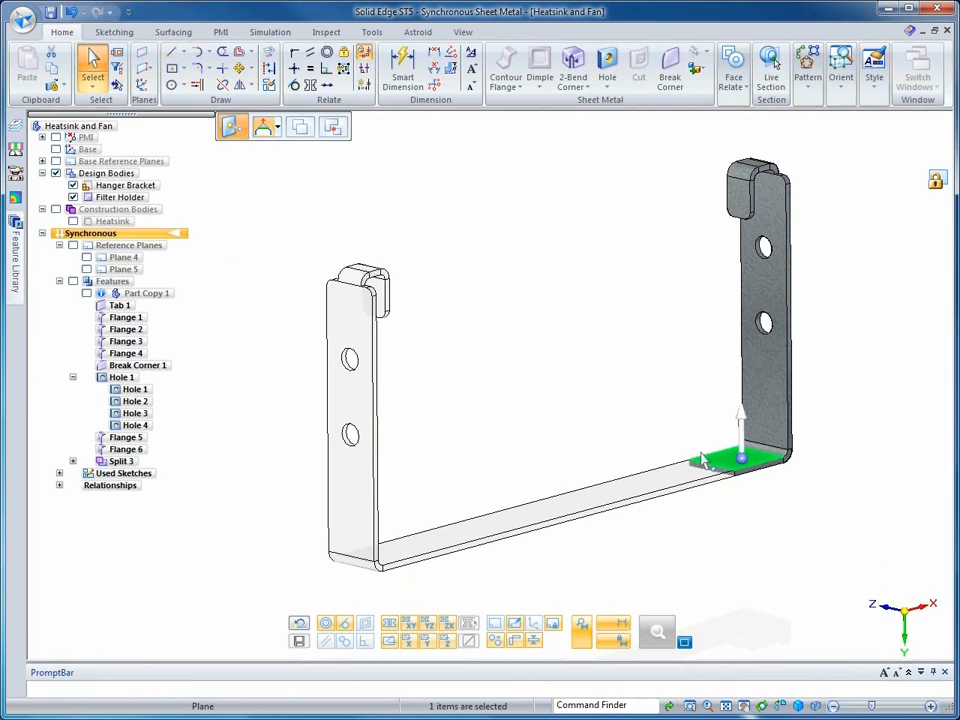 Solid Edge ST5 - Synchronous Sheet Metal - [Heatsink and Fan]
Home Sketching Surfacing PMI Simulation Inspect Tools Astroid View
Paste
Select
Smart Dimension
Contour Flange
Dimple
2-Bend Corner
Hole
Cut
Break Corner
Face Relate
Live Section
Pattern
Orient
Style
Switch Windows
Clipboard Select Planes Draw Relate Dimension Sheet Metal Section Window
Heatsink and Fan
PMI
Base
Base Reference Planes
Design Bodies
Hanger Bracket
Filter Holder
Construction Bodies
Heatsink
Synchronous
Reference Planes
Plane 4
Plane 5
Features
Part Copy 1
Tab 1
Flange 1
Flange 2
Flange 3
Flange 4
Break Corner 1
Hole 1
Hole 1
Hole 2
Hole 3
Hole 4
Flange 5
Flange 6
Split 3
Used Sketches
Relationships
Feature Library
Z
X
Y
XY
YZ
ZX
X
Y
Z
PromptBar
Plane
1 items are selected
Command Finder